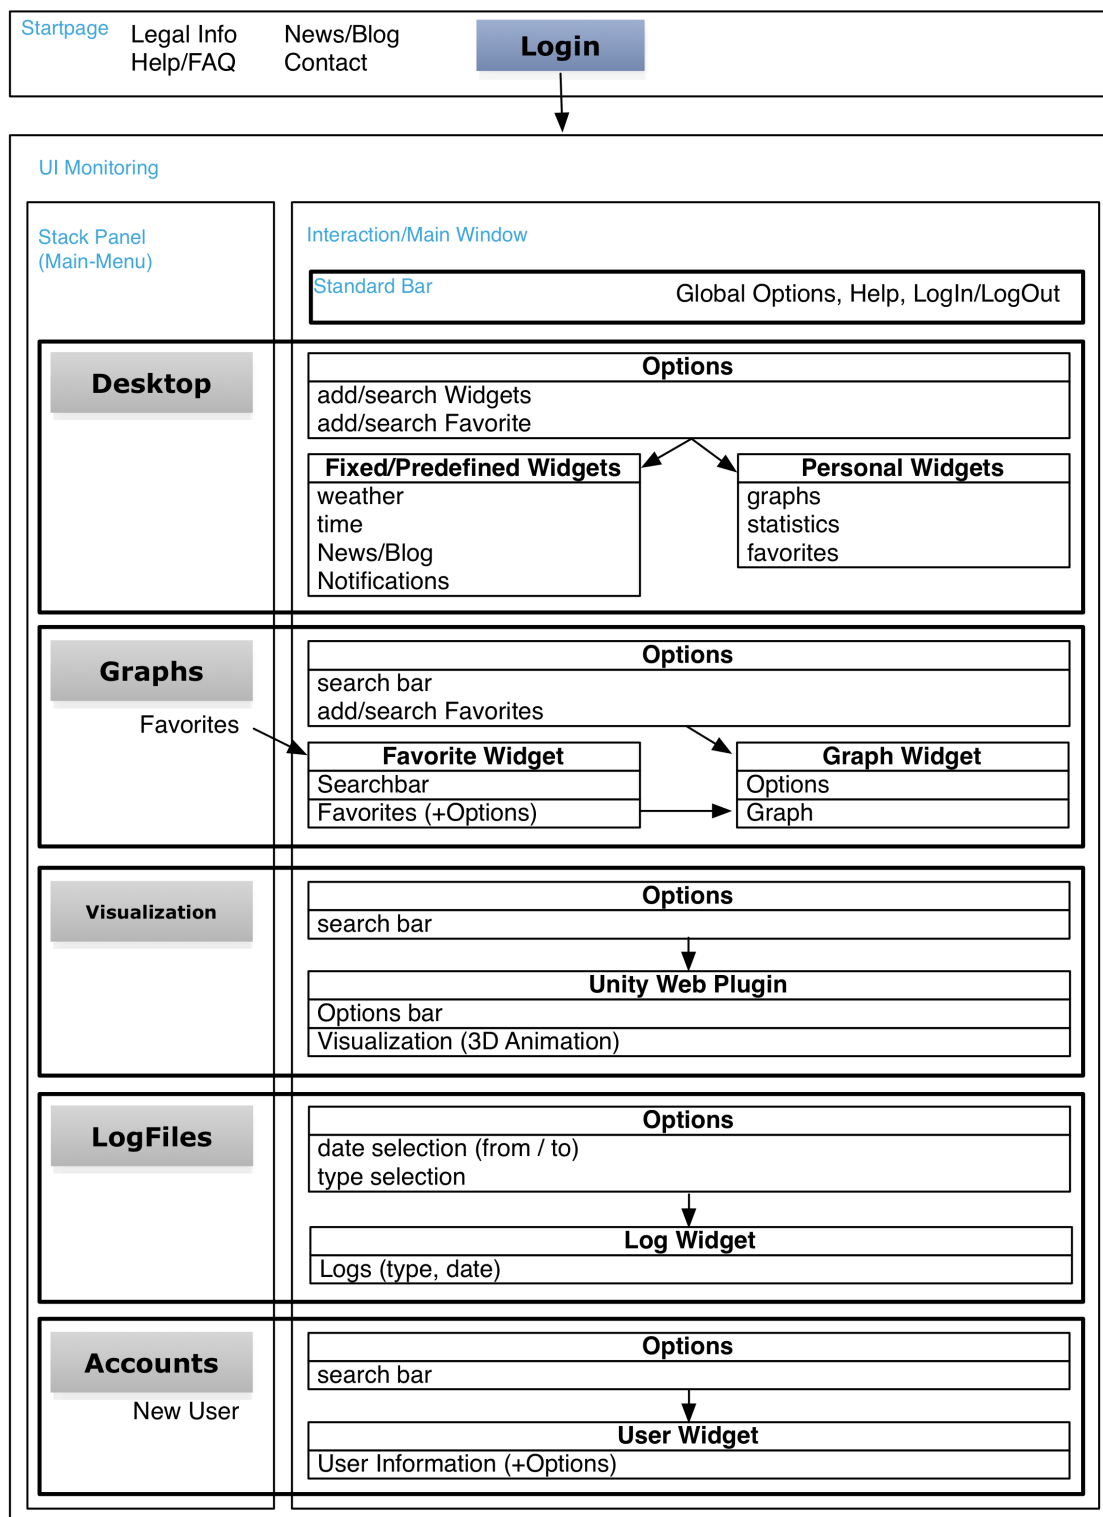 Startpage
Legal Info
Help/FAQ
News/Blog
Contact
Login
UI Monitoring
Stack Panel
(Main-Menu)
Interaction/Main Window
Standard Bar
Global Options, Help, LogIn/LogOut
Desktop
Options
add/search Widgets
add/search Favorite
Fixed/Predefined Widgets
weather
time
News/Blog
Notifications
Personal Widgets
graphs
statistics
favorites
Graphs
Favorites
Options
search bar
add/search Favorites
Favorite Widget
Searchbar
Favorites (+Options)
Graph Widget
Options
Graph
Visualization
Options
search bar
Unity Web Plugin
Options bar
Visualization (3D Animation)
LogFiles
Options
date selection (from / to)
type selection
Log Widget
Logs (type, date)
Accounts
New User
Options
search bar
User Widget
User Information (+Options)